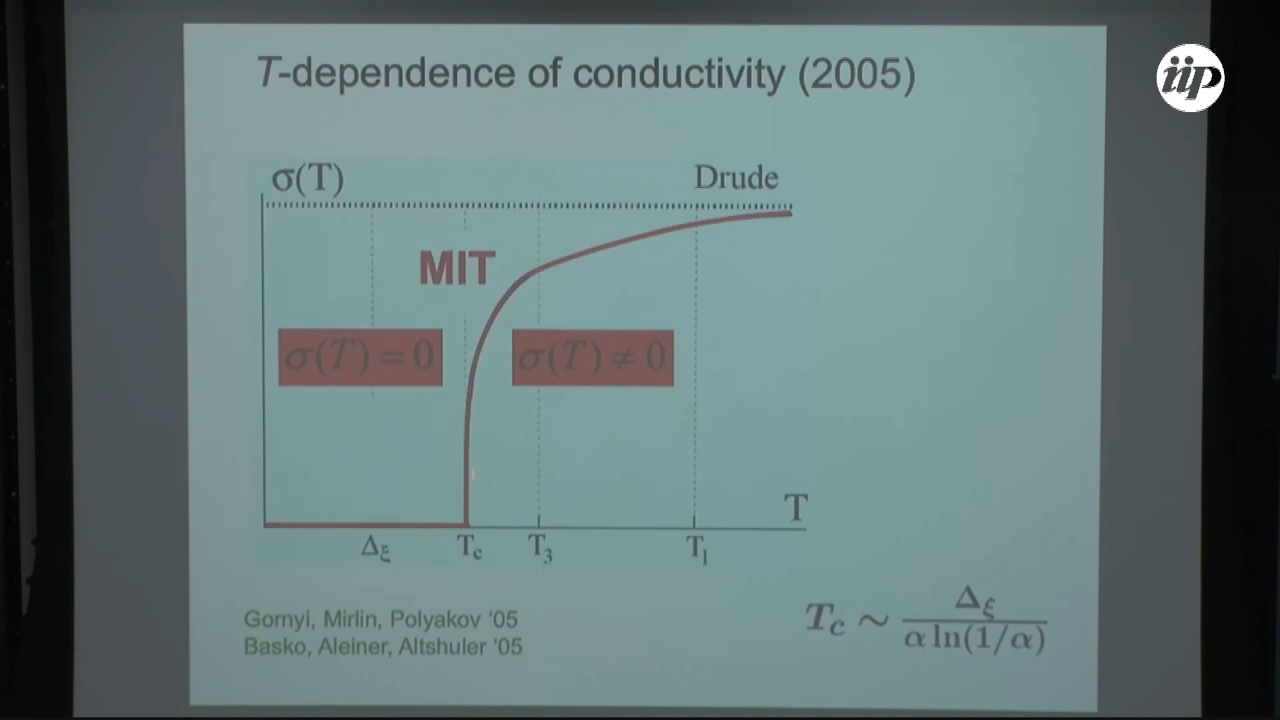 T-dependence of conductivity (2005)
iip
σ(T)
Drude
MIT
σ(T) = 0
σ(T) ≠ 0
T
Δξ
Tc
T3
T1
Gornyi, Mirlin, Polyakov '05
Basko, Aleiner, Altshuler '05
Tc ∼ Δξ / α ln(1/α)